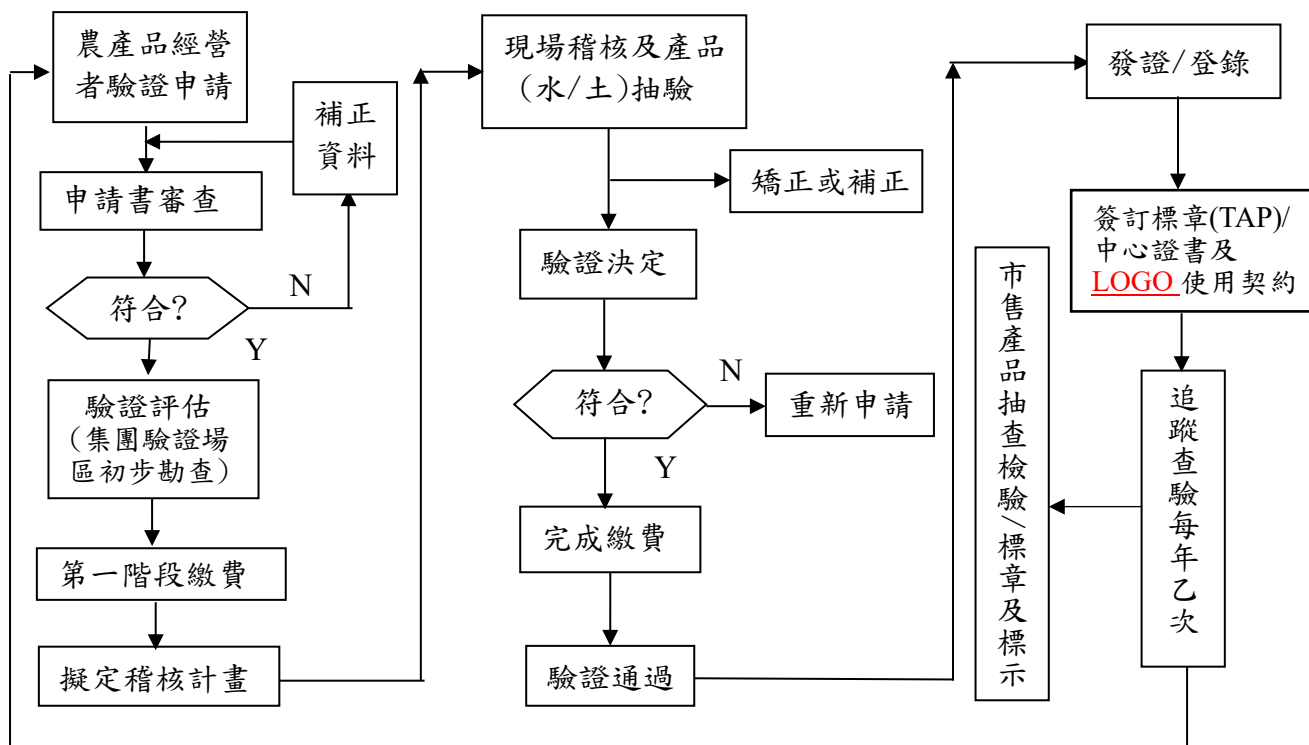 農產品經營
者驗證申請
補正
資料
申請書審查
符合?
N
Y
驗證評估
(集團驗證場
區初步勘查)
第一階段繳費
擬定稽核計畫
現場稽核及產品
(水/土)抽驗
矯正或補正
驗證決定
符合?
N
重新申請
Y
完成繳費
驗證通過
發證/登錄
簽訂標章(TAP)/
中心證書及
LOGO 使用契約
追蹤查驗每年乙次
市售產品抽查檢驗/標章及標示